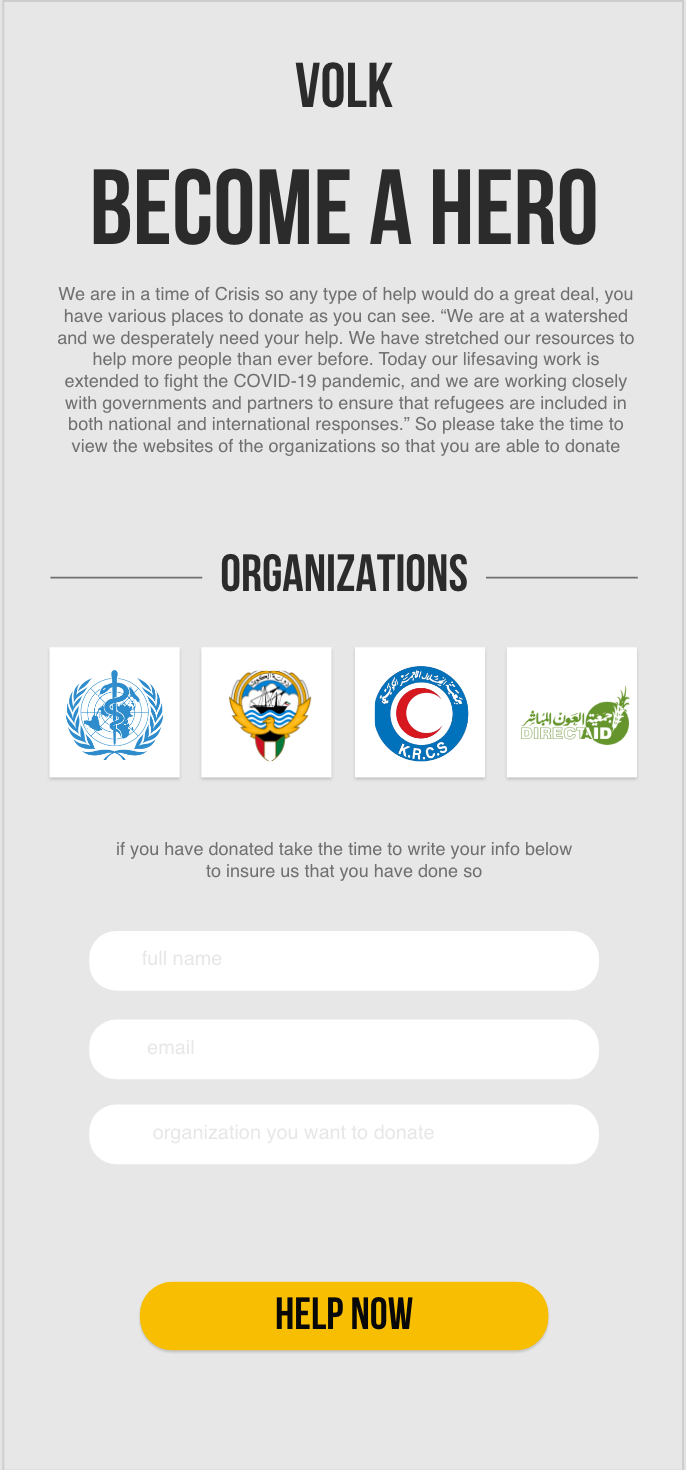 VOLK
BECOME A HERO
We are in a time of Crisis so any type of help would do a great deal, you
have various places to donate as you can see. “We are at a watershed
and we desperately need your help. We have stretched our resources to
help more people than ever before. Today our lifesaving work is
extended to fight the COVID-19 pandemic, and we are working closely
with governments and partners to ensure that refugees are included in
both national and international responses.” So please take the time to
view the websites of the organizations so that you are able to donate
ORGANIZATIONS
جمعية الهلال الأحمر الكويتي
K.R.C.S
جمعية العون المباشر
DIRECT AID
if you have donated take the time to write your info below
to insure us that you have done so
full name
email
organization you want to donate
HELP NOW